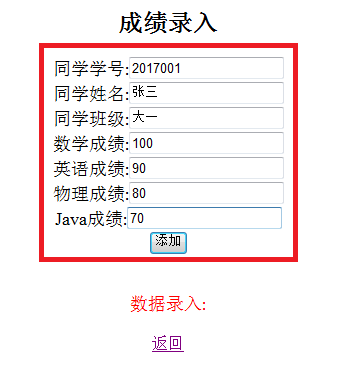 成绩录入
同学学号:2017001
同学姓名:张三
同学班级:大一
数学成绩:100
英语成绩:90
物理成绩:80
Java成绩:70
添加
数据录入:
返回